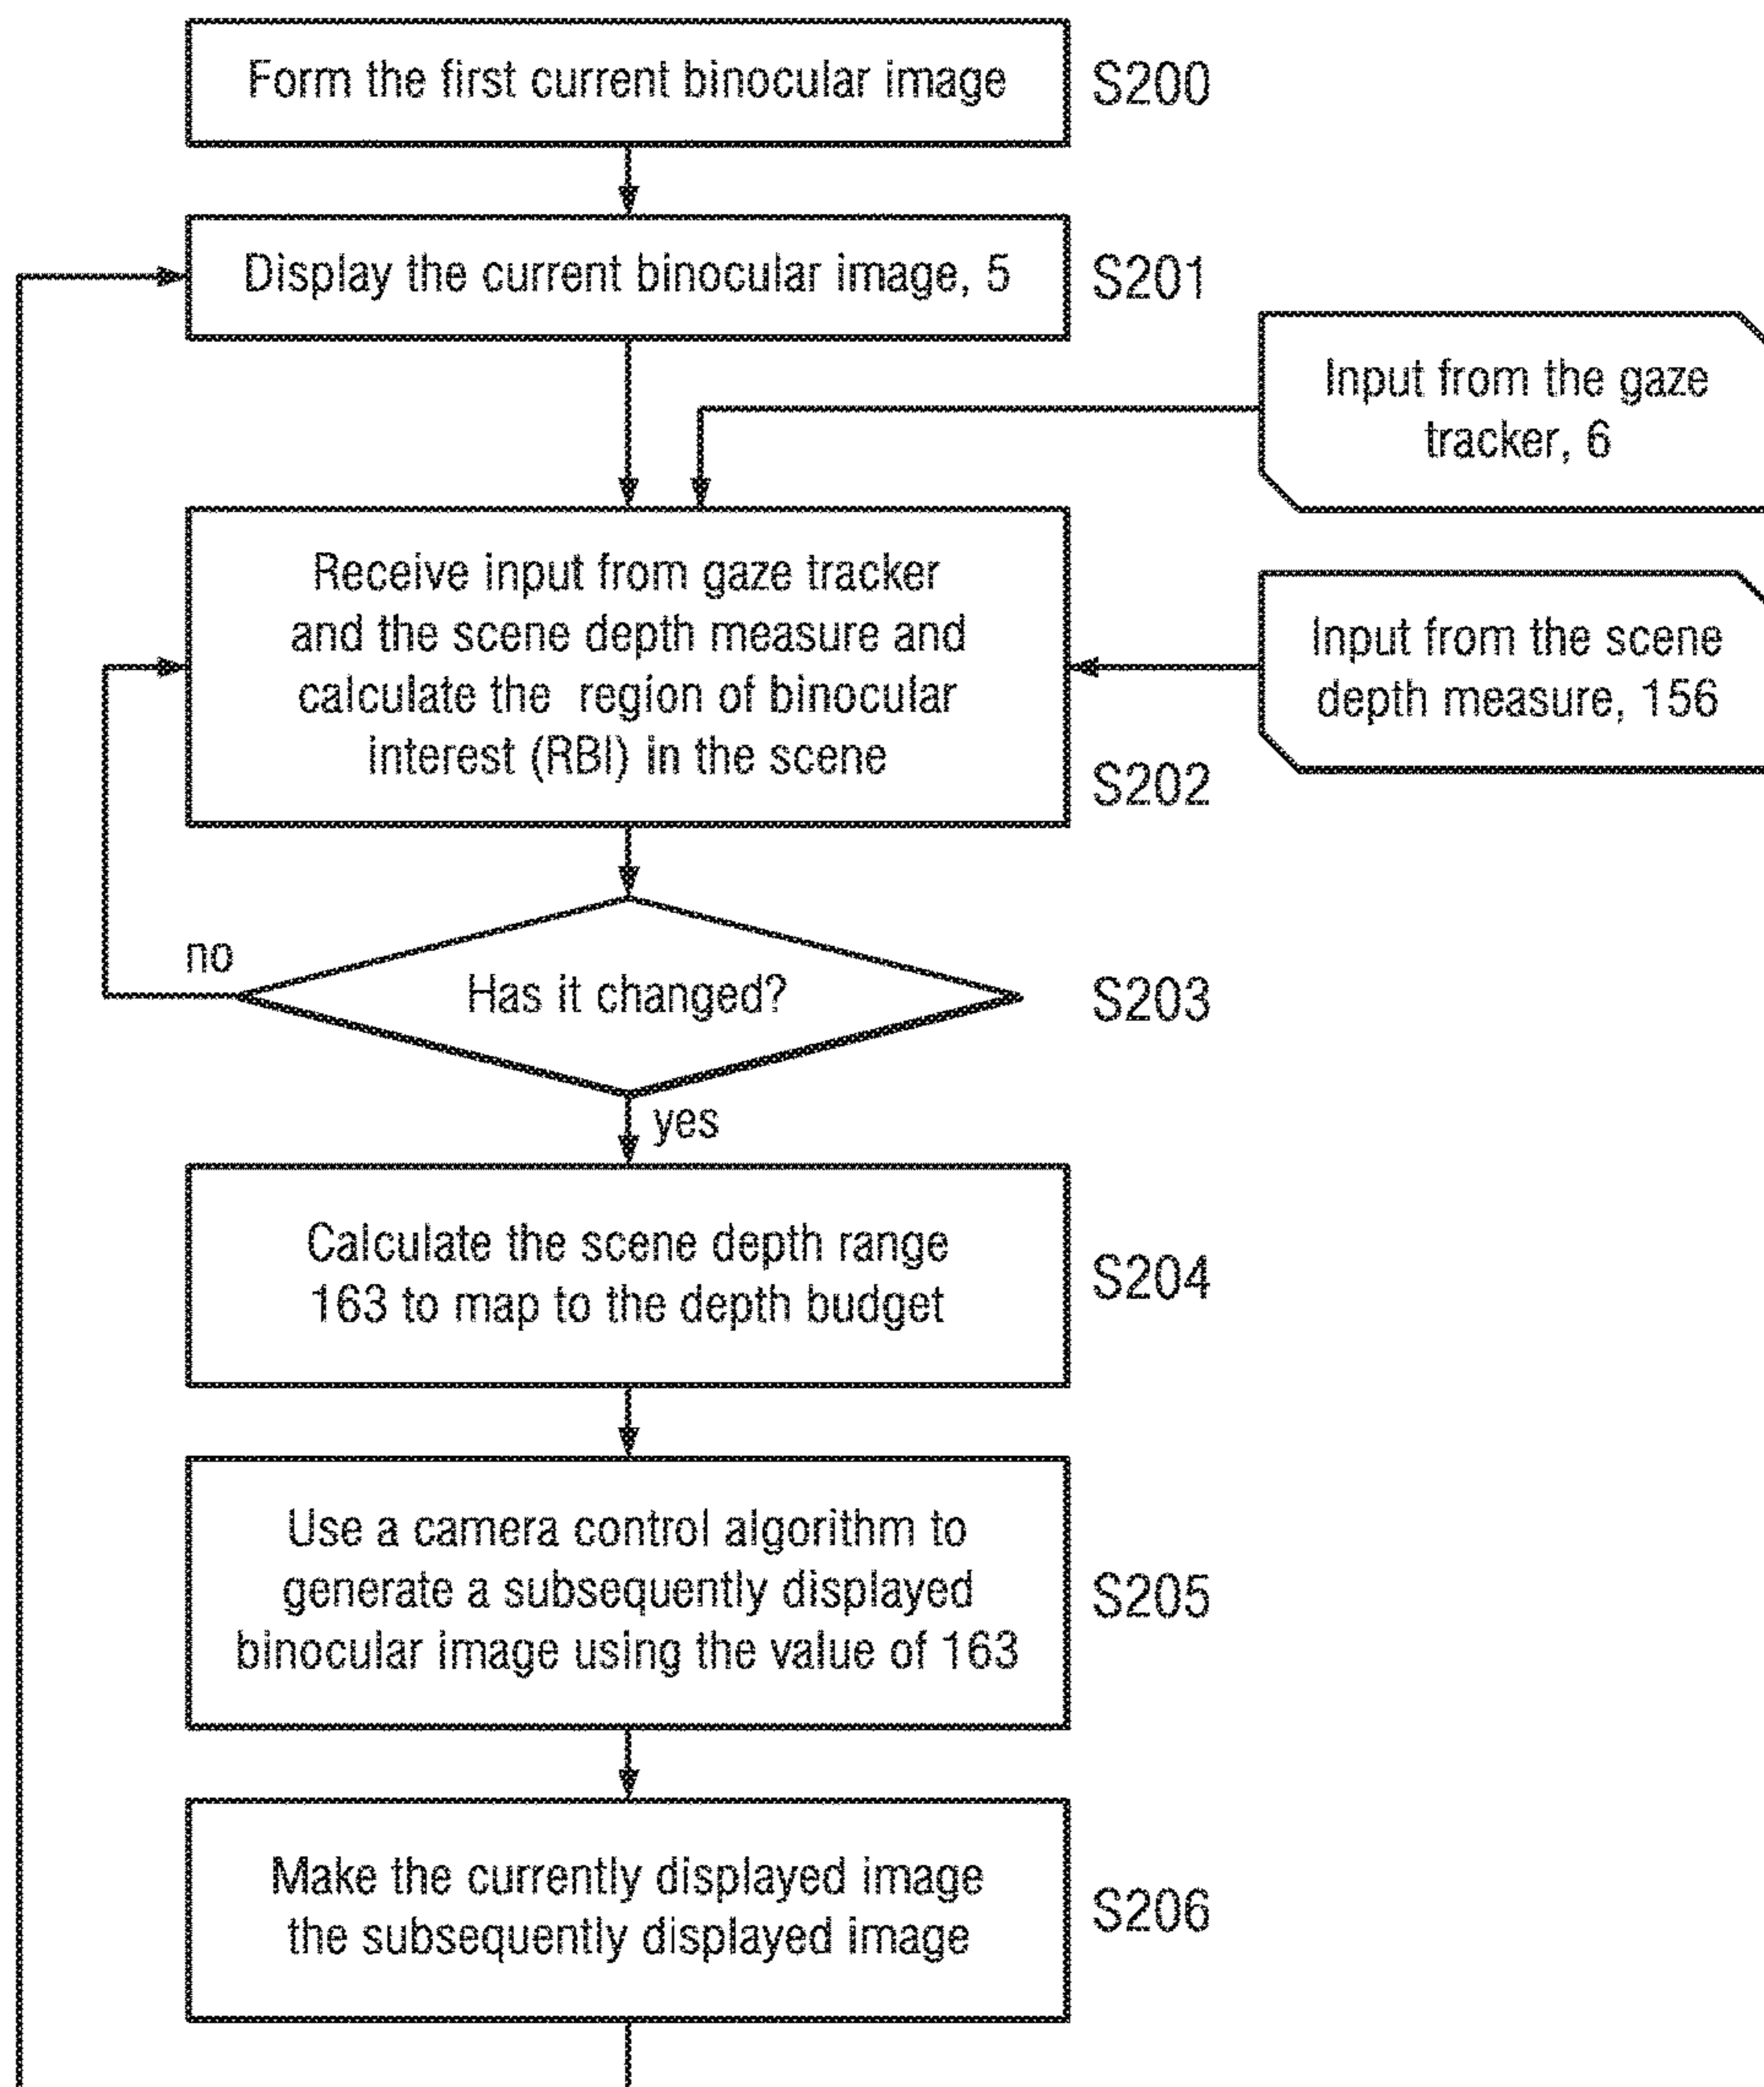 Form the first current binocular image
S200
Display the current binocular image, 5
S201
Input from the gaze
tracker, 6
Receive input from gaze tracker
and the scene depth measure and
calculate the region of binocular
interest (RBI) in the scene
S202
Input from the scene
depth measure, 156
no
Has it changed?
S203
yes
Calculate the scene depth range
163 to map to the depth budget
S204
Use a camera control algorithm to
generate a subsequently displayed
binocular image using the value of 163
S205
Make the currently displayed image
the subsequently displayed image
S206